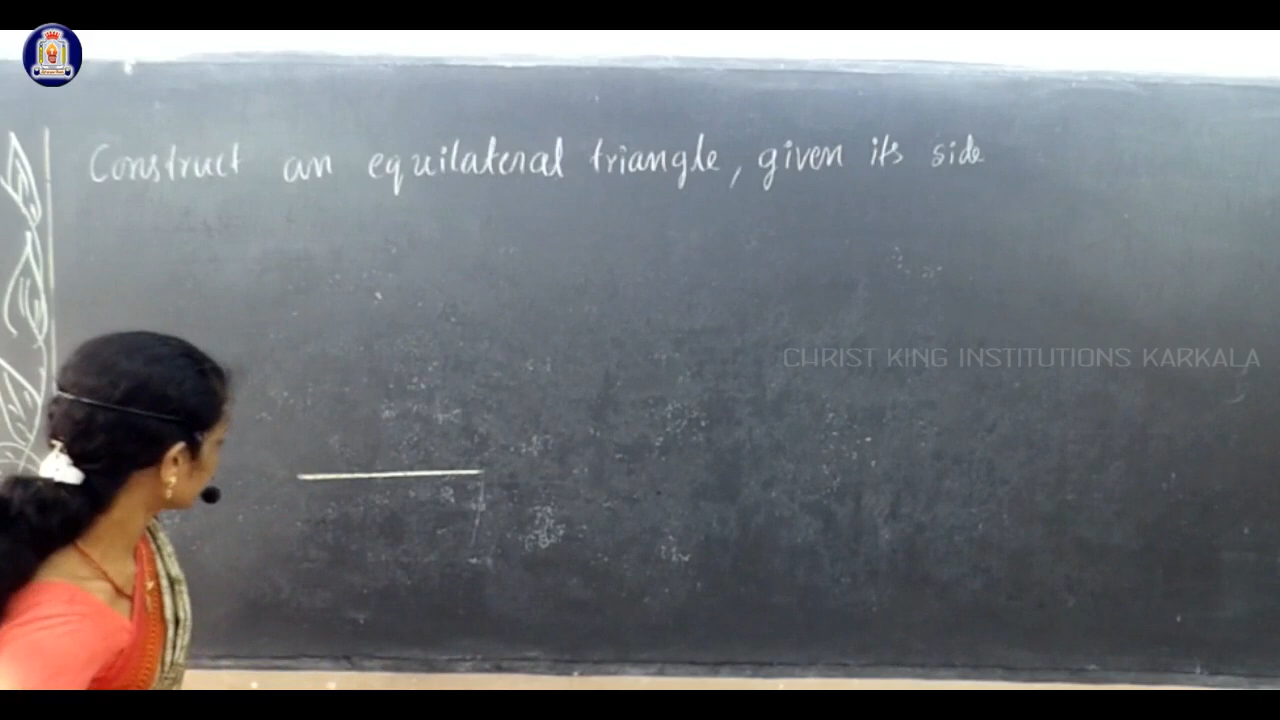 Construct an equilateral triangle, given its side
CHRIST KING INSTITUTIONS KARKALA